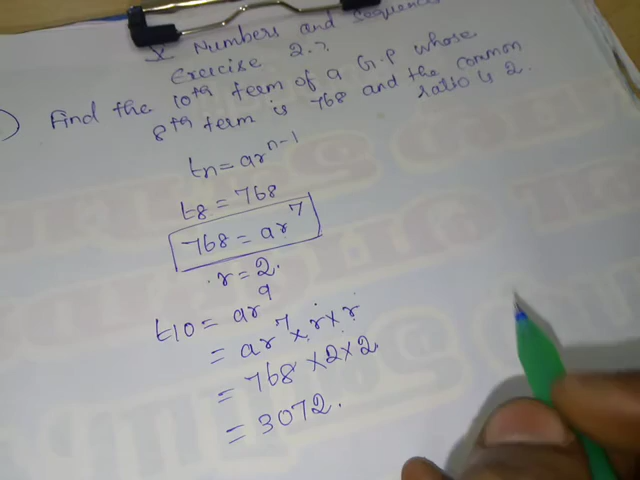 X Numbers and Sequences
Exercise 2.7
Find the 10th term of a G.P whose
8th term is 768 and the common
ratio is 2.
tn = ar^n-1
t8 = 768
768 = ar^7
r = 2.
t10 = ar^9
= ar^7 × r × r
= 768 × 2 × 2
= 3072.